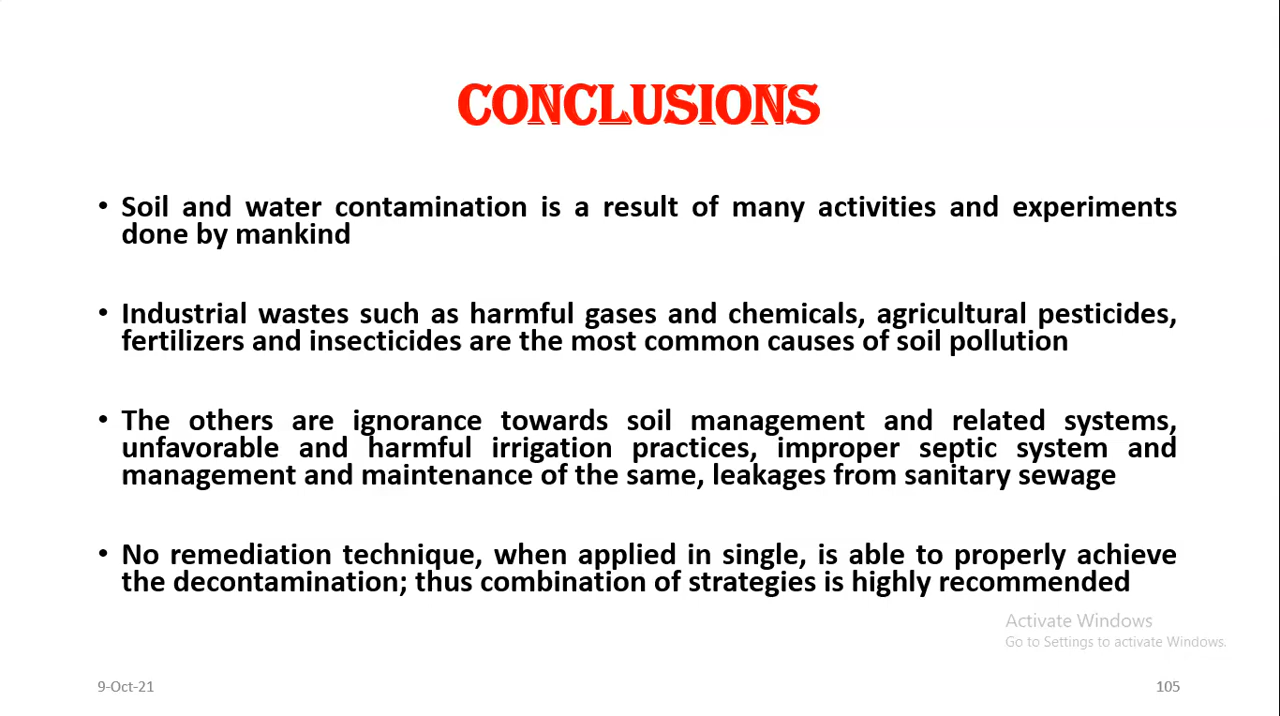 CONCLUSIONS
• Soil and water contamination is a result of many activities and experiments
done by mankind
• Industrial wastes such as harmful gases and chemicals, agricultural pesticides,
fertilizers and insecticides are the most common causes of soil pollution
• The others are ignorance towards soil management and related systems,
unfavorable and harmful irrigation practices, improper septic system and
management and maintenance of the same, leakages from sanitary sewage
• No remediation technique, when applied in single, is able to properly achieve
the decontamination; thus combination of strategies is highly recommended
Activate Windows
Go to Settings to activate Windows.
9-Oct-21
105